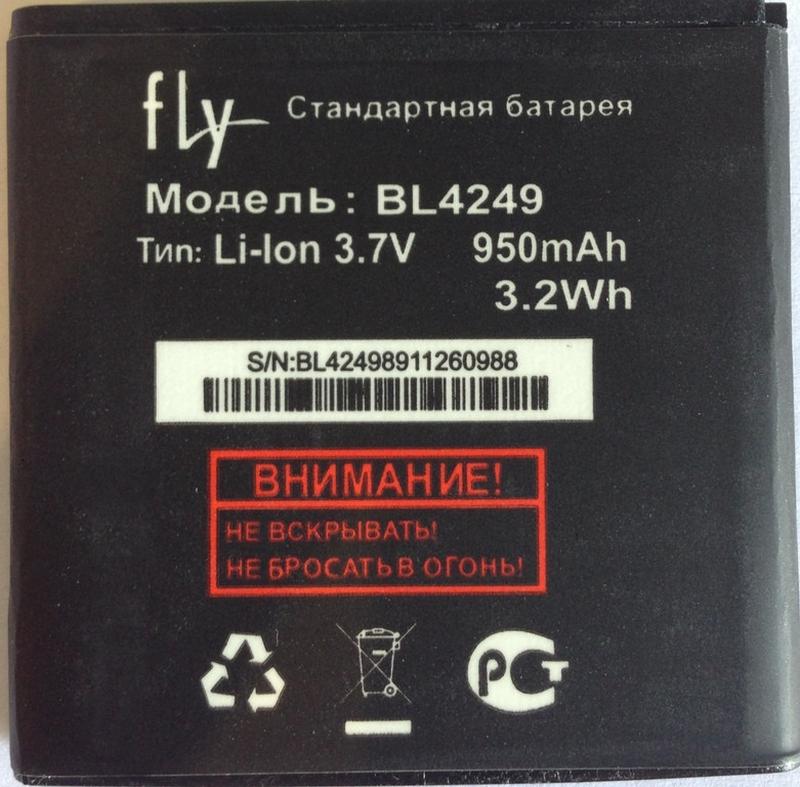 fly Стандартная батарея
Модель: BL4249
Тип: Li-Ion 3.7V 950mAh
3.2Wh
S/N:BL42498911260988
ВНИМАНИЕ!
НЕ ВСКРЫВАТЬ!
НЕ БРОСАТЬ В ОГОНЬ!
РСТ